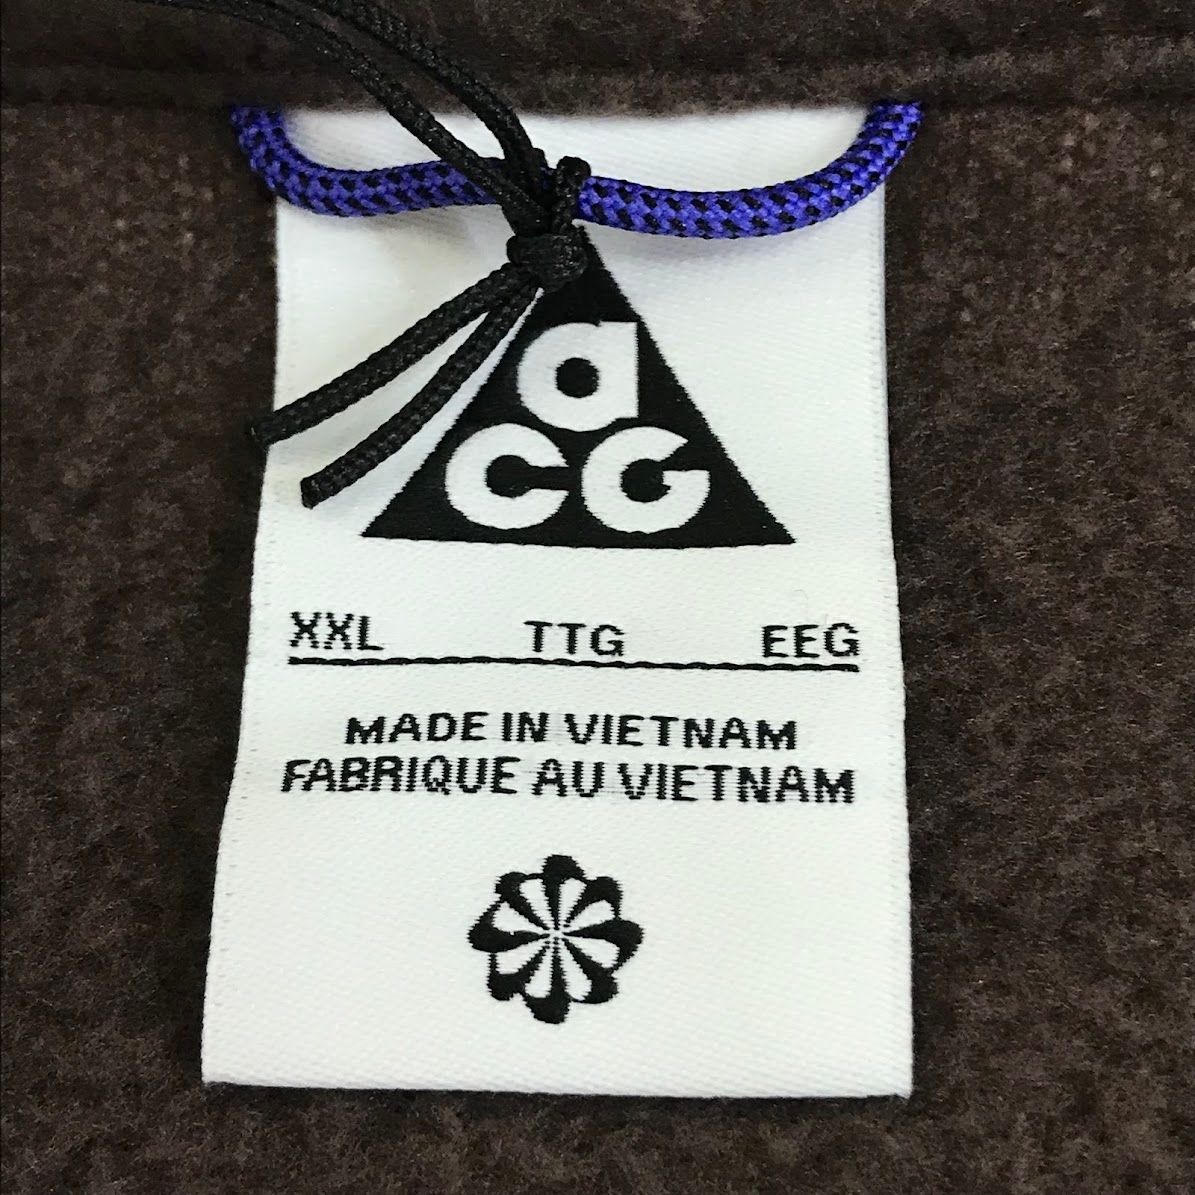 aCG
XXL TTG EEG
MADE IN VIETNAM
FABRIQUE AU VIETNAM